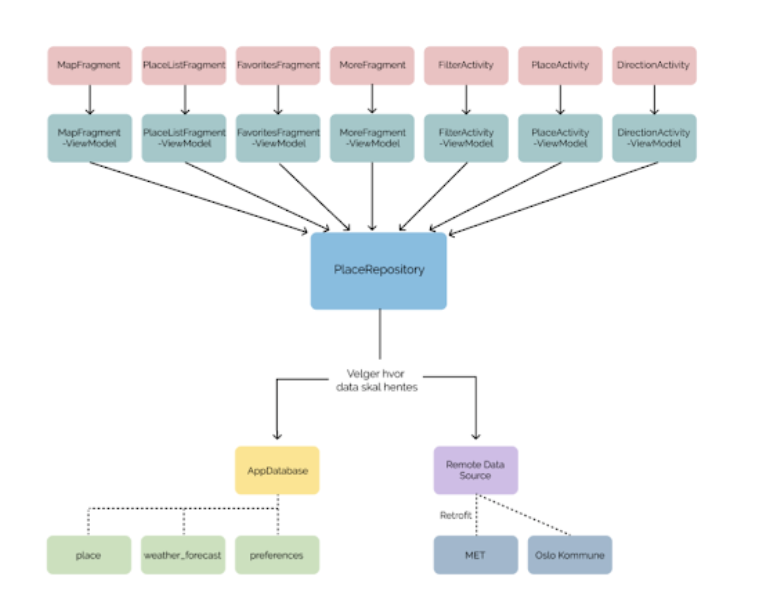 MapFragment
PlaceListFragment
FavoritesFragment
MoreFragment
FilterActivity
PlaceActivity
DirectionActivity
MapFragment
-ViewModel
PlaceListFragment
-ViewModel
FavoritesFragment
-ViewModel
MoreFragment
-ViewModel
FilterActivity
-ViewModel
PlaceActivity
-ViewModel
DirectionActivity
-ViewModel
PlaceRepository
Velger hvor
data skal hentes
AppDatabase
Remote Data
Source
Retrofit
place
weather_forecast
preferences
MET
Oslo Kommune